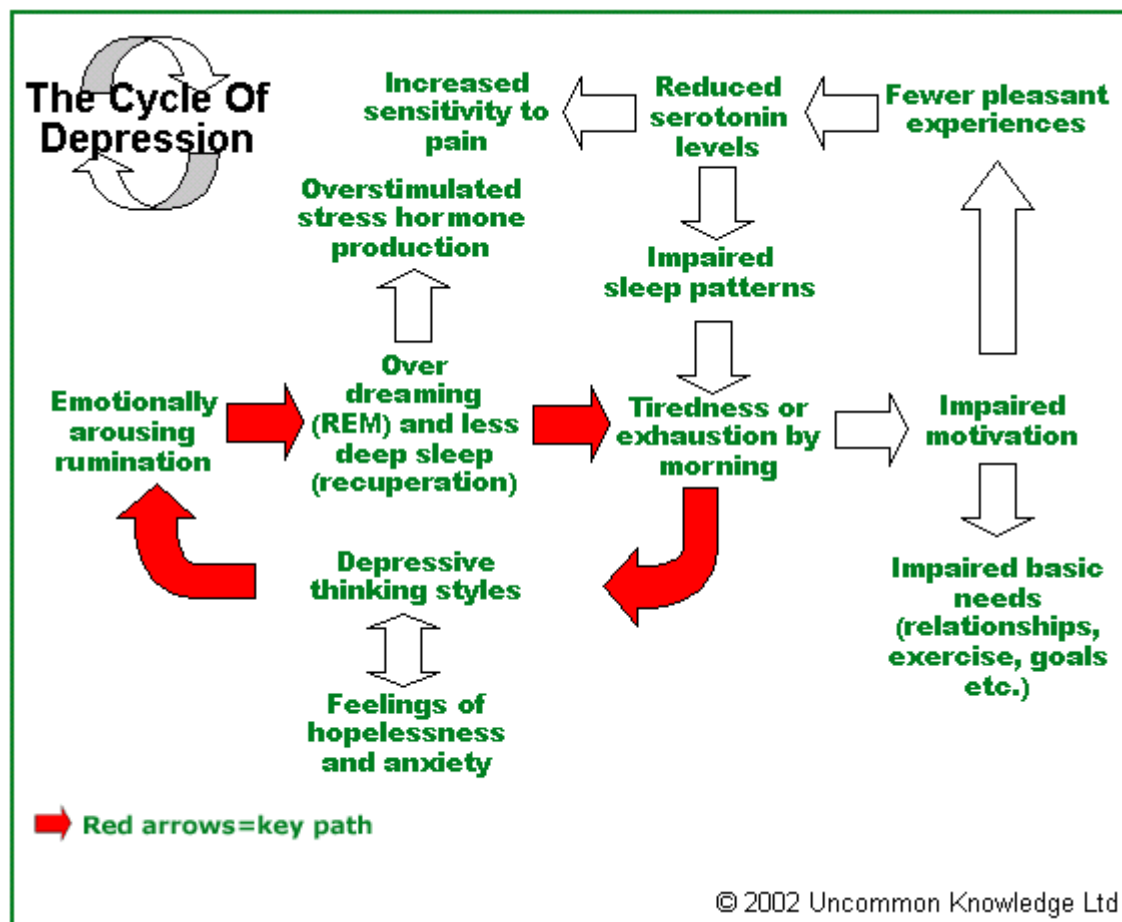 The Cycle Of
Depression
Increased
sensitivity to
pain
Reduced
serotonin
levels
Fewer pleasant
experiences
Overstimulated
stress hormone
production
Impaired
sleep patterns
Emotionally
arousing
rumination
Over
dreaming
(REM) and less
deep sleep
(recuperation)
Tiredness or
exhaustion by
morning
Impaired
motivation
Depressive
thinking styles
Impaired basic
needs
(relationships,
exercise, goals
etc.)
Feelings of
hopelessness
and anxiety
Red arrows=key path
© 2002 Uncommon Knowledge Ltd